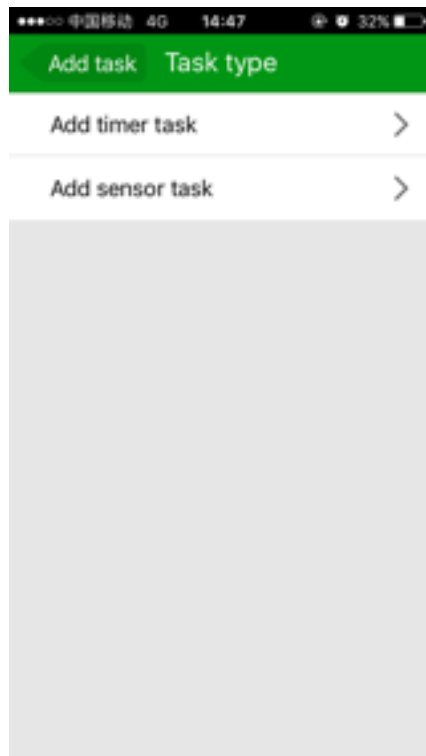 中国移动 4G 14:47 32%
Add task Task type
Add timer task
Add sensor task